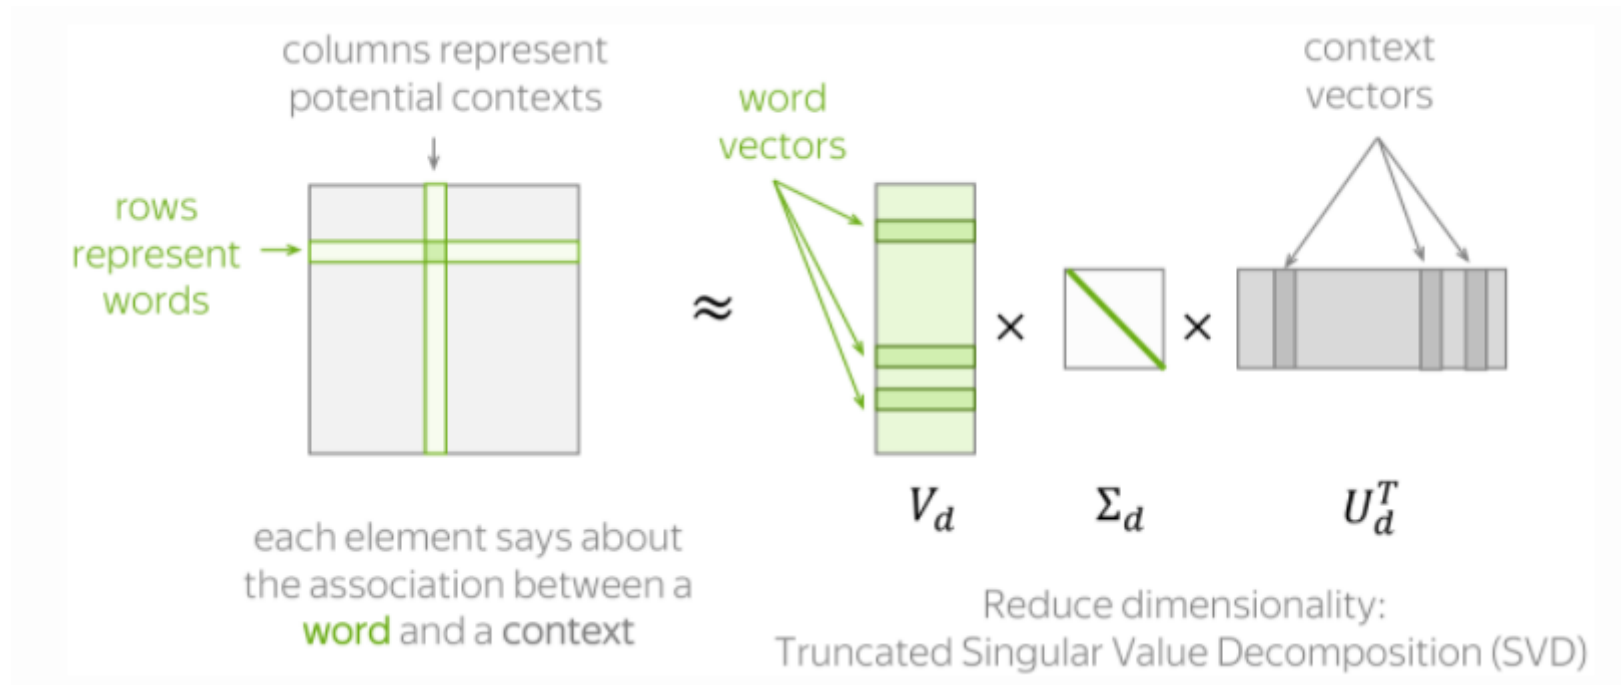 columns represent
potential contexts
rows
represent
words
each element says about
the association between a
word and a context
≈
word
vectors
×
×
context
vectors
V_d
Σ_d
U_d^T
Reduce dimensionality:
Truncated Singular Value Decomposition (SVD)